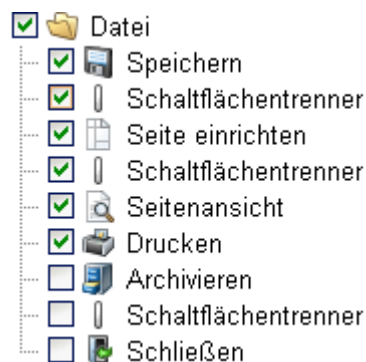 Datei
Speichern
Schaltflächentrenner
Seite einrichten
Schaltflächentrenner
Seitenansicht
Drucken
Archivieren
Schaltflächentrenner
Schließen